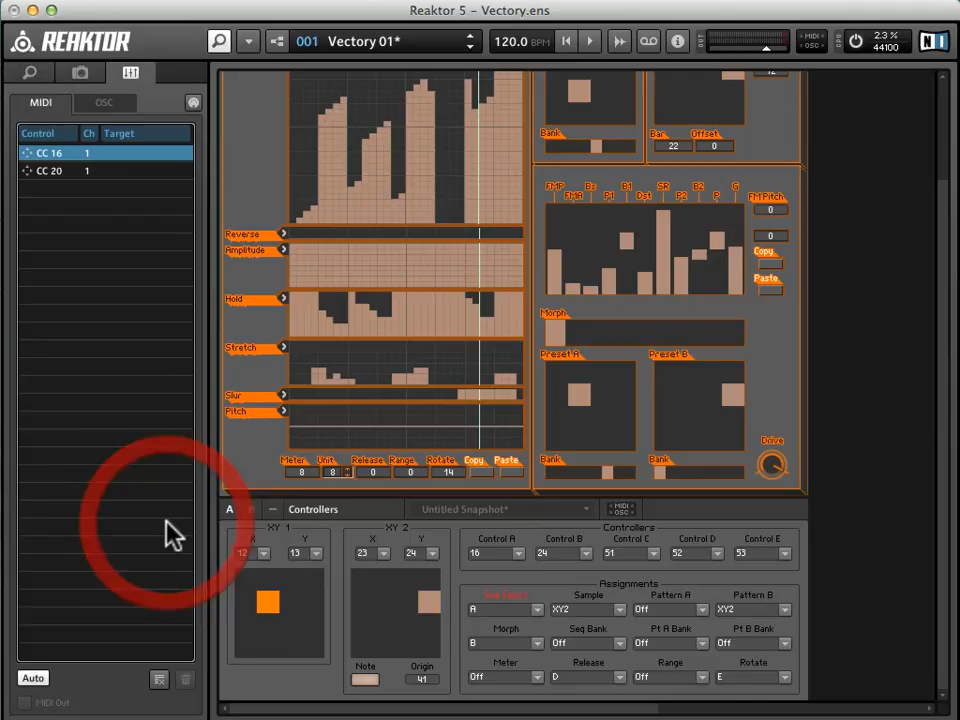 Reaktor 5 - Vectory.ens
REAKTOR
001 Vectory 01*
120.0 BPM
OUT
MIDI
OSC
CPU
2.3 %
44100
NI
MIDI OSC
Control Ch Target
CC 16 1
CC 20 1
Auto
MIDI Out
Reverse
Amplitude
Hold
Stretch
Slur
Pitch
Meter Unit Release Range Rotate Copy Paste
8 8 0 0 14
Bank
Bar Offset
22 0
12
FMP Bs B1 SR B2 G
FMA P1 Dst P2 P
FM Pitch
0
0
Copy
Paste
Morph
Preset A Preset B
Bank Bank
Drive
A Controllers Untitled Snapshot*
MIDI
OSC
XY 1
X Y
12 13
XY 2
X Y
23 24
Note Origin
41
Controllers
Control A Control B Control C Control D Control E
16 24 51 52 53
Assignments
Sample Pattern A Pattern B
A XY2 Off XY2
Morph Seq Bank Pt A Bank Pt B Bank
B Off Off Off
Meter Release Range Rotate
Off D Off E